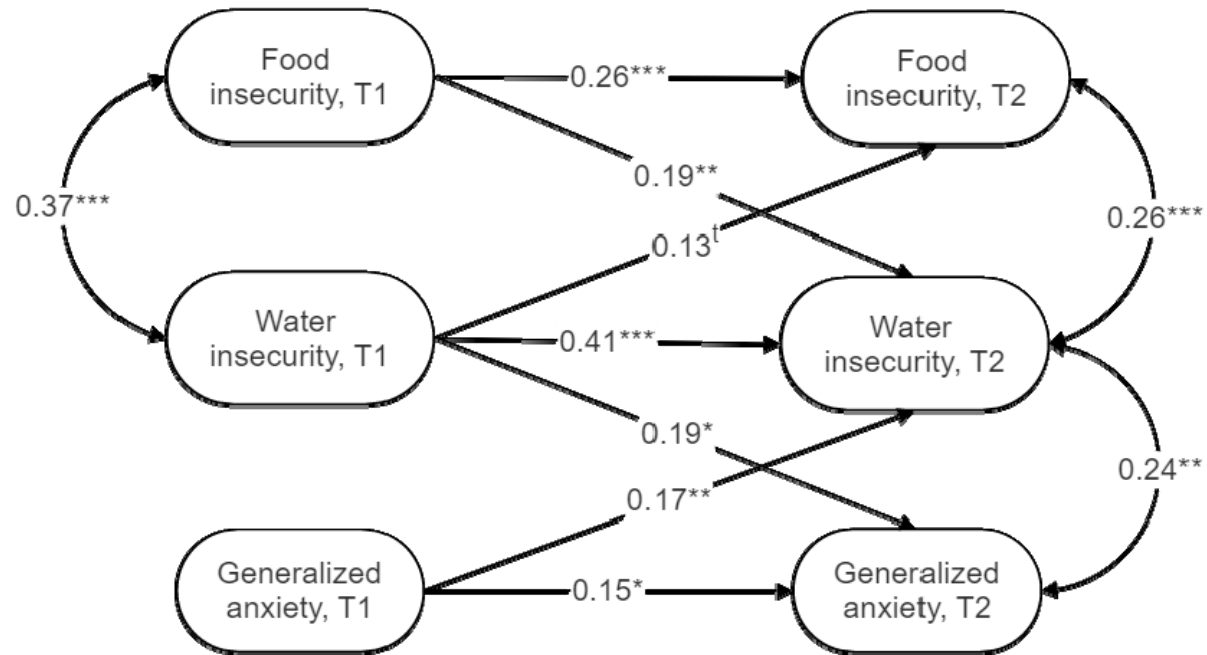 Food
insecurity, T1
0.26***
Food
insecurity, T2
0.19**
0.37***
0.26***
0.13ᵗ
Water
insecurity, T1
0.41***
Water
insecurity, T2
0.19*
0.24**
0.17**
Generalized
anxiety, T1
0.15*
Generalized
anxiety, T2